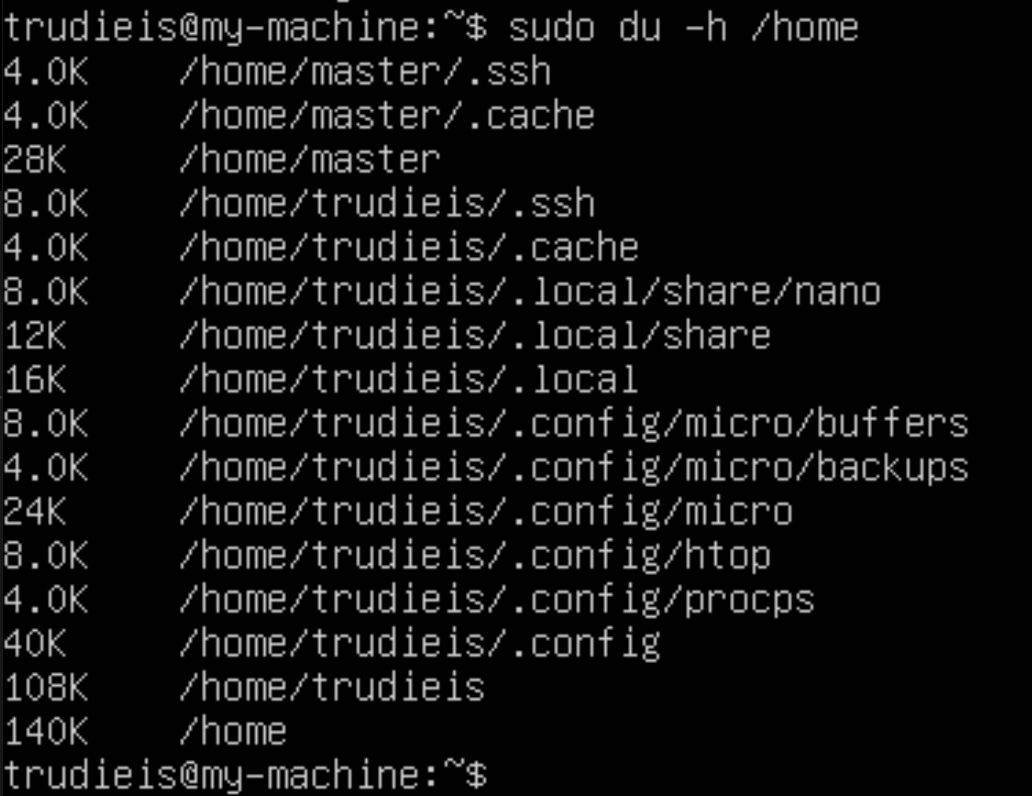 trudieis@my-machine:~$ sudo du -h /home
4.0K    /home/master/.ssh
4.0K    /home/master/.cache
28K     /home/master
8.0K    /home/trudieis/.ssh
4.0K    /home/trudieis/.cache
8.0K    /home/trudieis/.local/share/nano
12K     /home/trudieis/.local/share
16K     /home/trudieis/.local
8.0K    /home/trudieis/.config/micro/buffers
4.0K    /home/trudieis/.config/micro/backups
24K     /home/trudieis/.config/micro
8.0K    /home/trudieis/.config/htop
4.0K    /home/trudieis/.config/procps
40K     /home/trudieis/.config
108K    /home/trudieis
140K    /home
trudieis@my-machine:~$